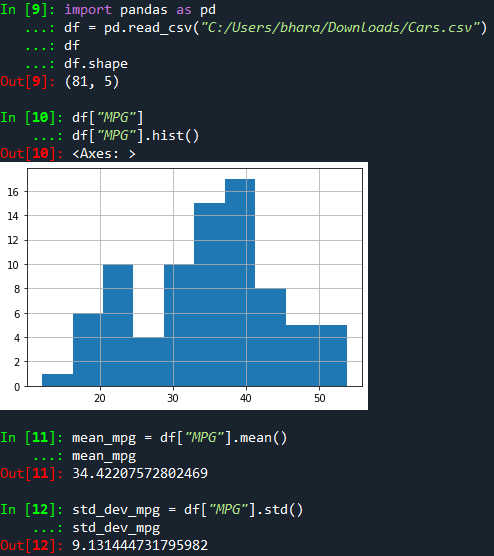 In [9]: import pandas as pd
...: df = pd.read_csv("C:/Users/bhara/Downloads/Cars.csv")
...: df
...: df.shape
Out[9]: (81, 5)
In [10]: df["MPG"]
...: df["MPG"].hist()
Out[10]: <Axes: >
16
14
12
10
8
6
4
2
0
20 30 40 50
In [11]: mean_mpg = df["MPG"].mean()
...: mean_mpg
Out[11]: 34.42207572802469
In [12]: std_dev_mpg = df["MPG"].std()
...: std_dev_mpg
Out[12]: 9.131444731795982